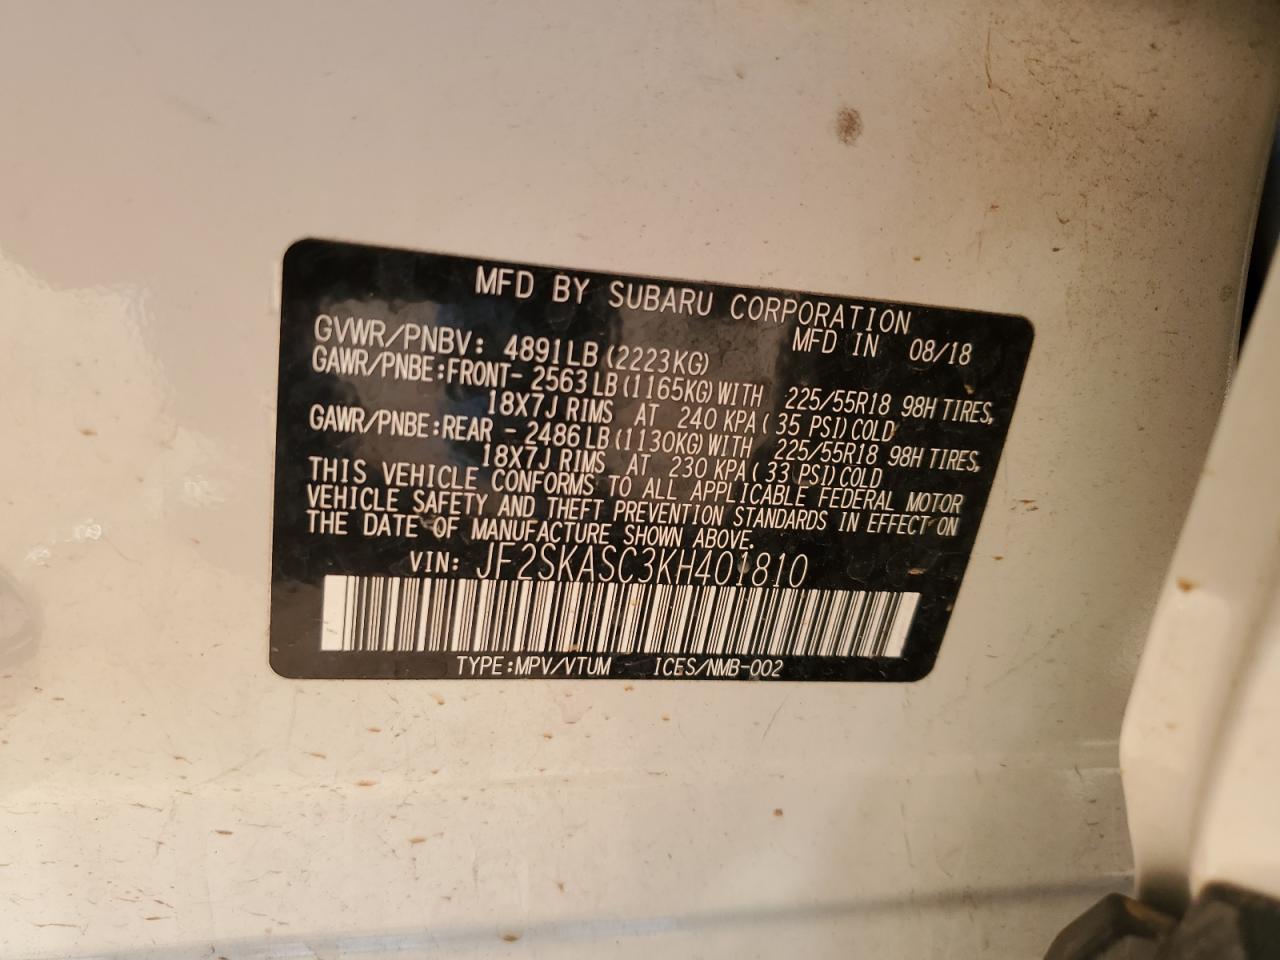 MFD BY SUBARU CORPORATION
GVWR/PNBV: 4891LB (2223KG) MFD IN 08/18
GAWR/PNBE:FRONT- 2563LB (1165KG) WITH 225/55R18 98H TIRES,
18X7J RIMS AT 240 KPA ( 35 PSI) COLD
GAWR/PNBE:REAR - 2486LB (1130KG) WITH 225/55R18 98H TIRES,
18X7J RIMS AT 230 KPA ( 33 PSI) COLD
THIS VEHICLE CONFORMS TO ALL APPLICABLE FEDERAL MOTOR
VEHICLE SAFETY AND THEFT PREVENTION STANDARDS IN EFFECT ON
THE DATE OF MANUFACTURE SHOWN ABOVE.
VIN: JF2SKASC3KH401810
TYPE:MPV/VTUM ICES/NMB-002